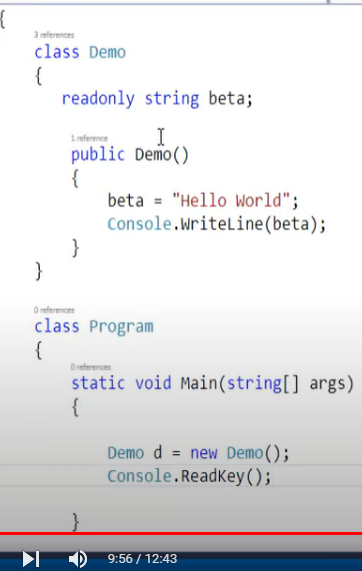 {
3 references
class Demo
{
readonly string beta;
1 reference
public Demo()
{
beta = "Hello World";
Console.WriteLine(beta);
}
}
0 references
class Program
{
0 references
static void Main(string[] args)
{
Demo d = new Demo();
Console.ReadKey();
}
9:56 / 12:43